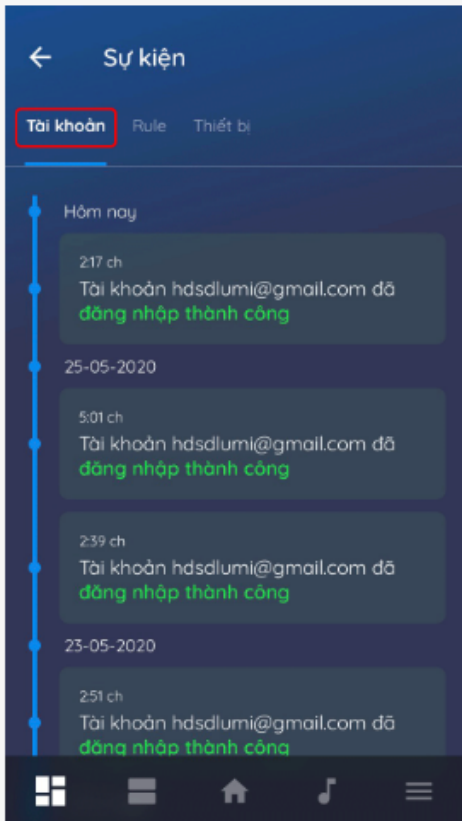 Sự kiện
Tài khoản Rule Thiết bị
Hôm nay
2:17 ch
Tài khoản hdsdlumi@gmail.com đã
đăng nhập thành công
25-05-2020
5:01 ch
Tài khoản hdsdlumi@gmail.com đã
đăng nhập thành công
2:39 ch
Tài khoản hdsdlumi@gmail.com đã
đăng nhập thành công
23-05-2020
2:51 ch
Tài khoản hdsdlumi@gmail.com đã
đăng nhập thành công